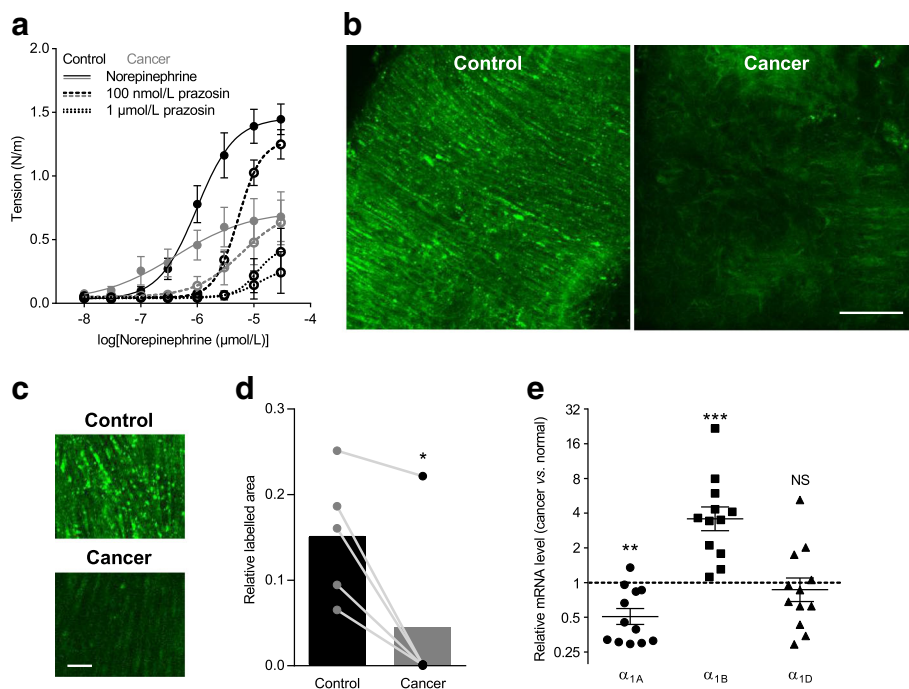 a
2.0
1.5
1.0
0.5
0.0
Tension (N/m)
Control Cancer
Norepinephrine
100 nmol/L prazosin
1 µmol/L prazosin
-8 -7 -6 -5 -4
log[Norepinephrine (µmol/L)]
b
Control
Cancer
c
Control
Cancer
d
0.3
0.2
0.1
0.0
Relative labelled area
*
Control Cancer
e
32
16
8
4
2
1
0.5
0.25
Relative mRNA level (cancer vs. normal)
**
***
NS
α1A α1B α1D